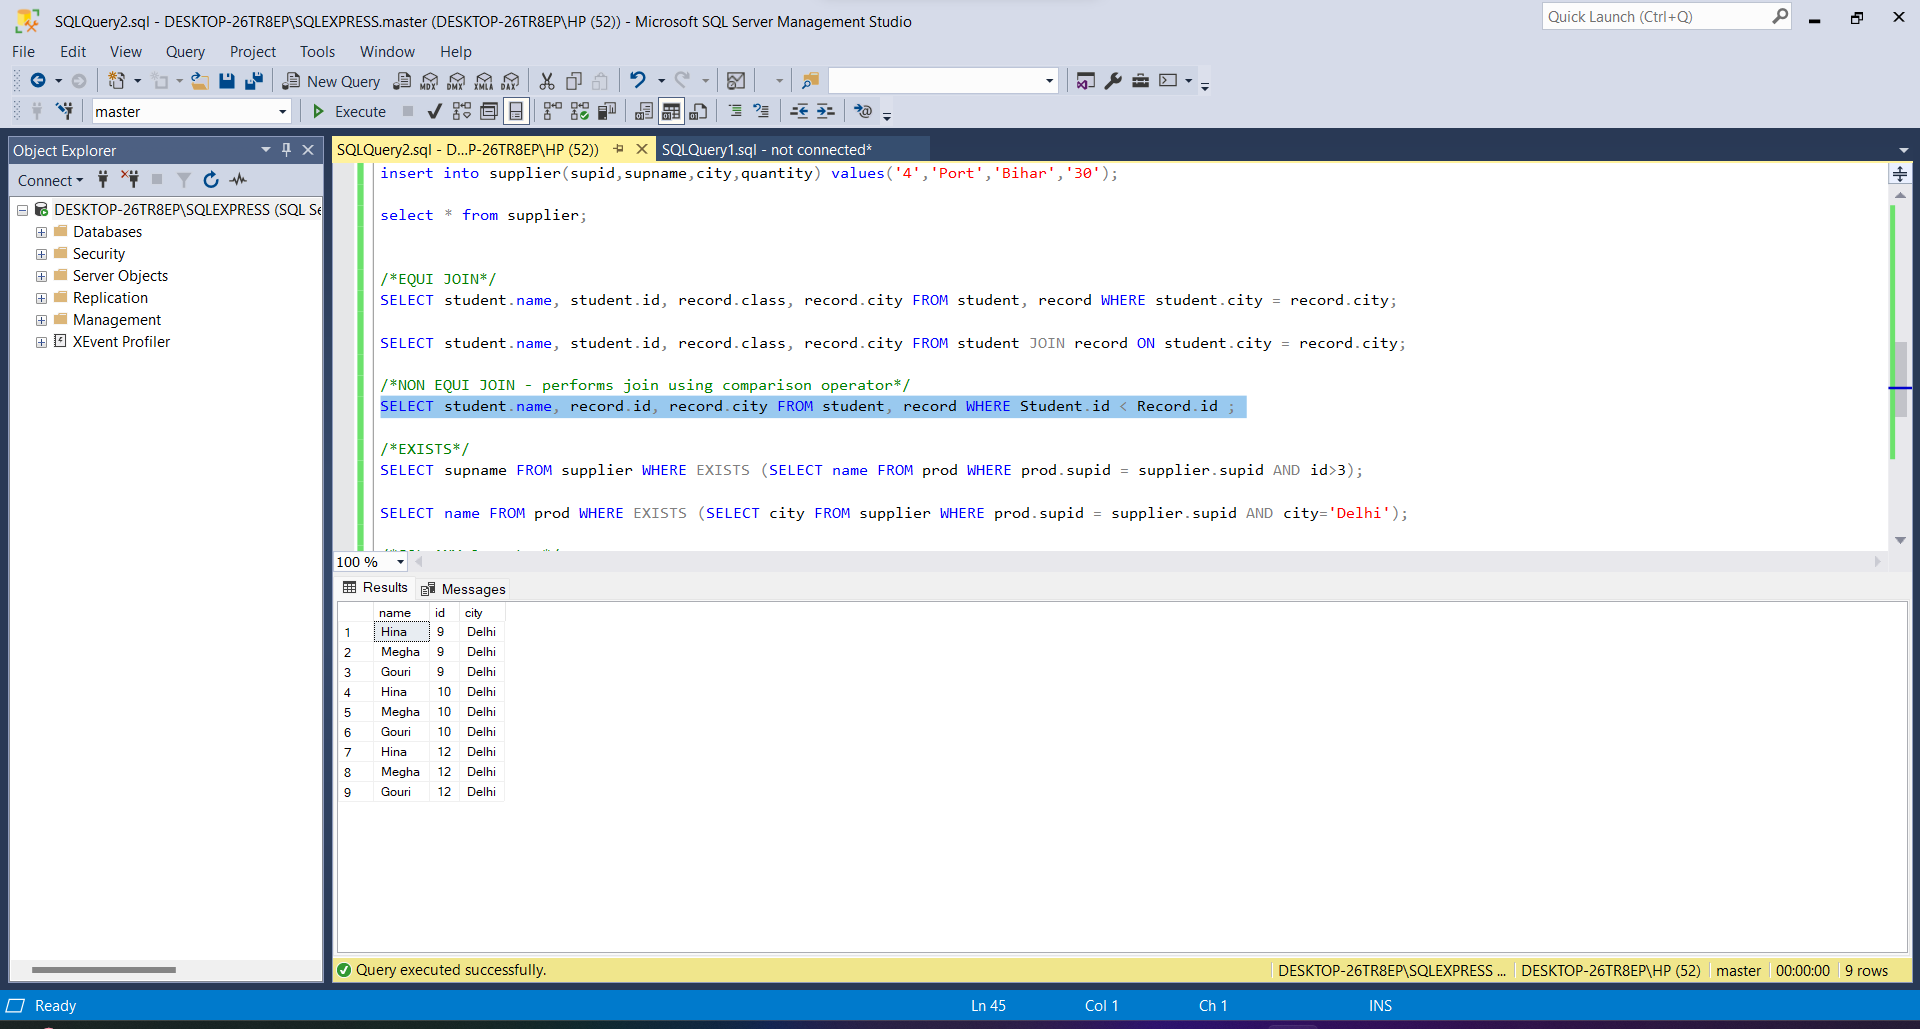 SQLQuery2.sql - DESKTOP-26TR8EP\SQLEXPRESS.master (DESKTOP-26TR8EP\HP (52)) - Microsoft SQL Server Management Studio
Quick Launch (Ctrl+Q)
File Edit View Query Project Tools Window Help
New Query MDX DMX XMLA DAX
master Execute
Object Explorer
Connect
DESKTOP-26TR8EP\SQLEXPRESS (SQL Se
Databases
Security
Server Objects
Replication
Management
XEvent Profiler
SQLQuery2.sql - D...P-26TR8EP\HP (52)) SQLQuery1.sql - not connected*
insert into supplier(supid,supname,city,quantity) values('4','Port','Bihar','30');
select * from supplier;
/*EQUI JOIN*/
SELECT student.name, student.id, record.class, record.city FROM student, record WHERE student.city = record.city;
SELECT student.name, student.id, record.class, record.city FROM student JOIN record ON student.city = record.city;
/*NON EQUI JOIN - performs join using comparison operator*/
SELECT student.name, record.id, record.city FROM student, record WHERE Student.id < Record.id ;
/*EXISTS*/
SELECT supname FROM supplier WHERE EXISTS (SELECT name FROM prod WHERE prod.supid = supplier.supid AND id>3);
SELECT name FROM prod WHERE EXISTS (SELECT city FROM supplier WHERE prod.supid = supplier.supid AND city='Delhi');
100 %
Results Messages
name id city
1 Hina 9 Delhi
2 Megha 9 Delhi
3 Gouri 9 Delhi
4 Hina 10 Delhi
5 Megha 10 Delhi
6 Gouri 10 Delhi
7 Hina 12 Delhi
8 Megha 12 Delhi
9 Gouri 12 Delhi
Query executed successfully. DESKTOP-26TR8EP\SQLEXPRESS ... DESKTOP-26TR8EP\HP (52) master 00:00:00 9 rows
Ready Ln 45 Col 1 Ch 1 INS